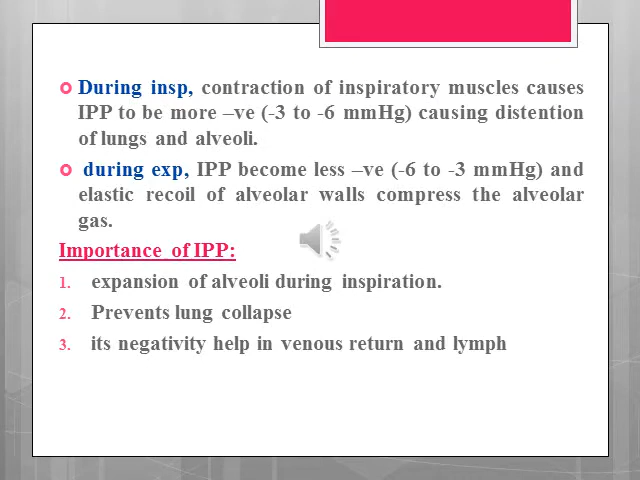 During insp, contraction of inspiratory muscles causes
IPP to be more –ve (-3 to -6 mmHg) causing distention
of lungs and alveoli.
during exp, IPP become less –ve (-6 to -3 mmHg) and
elastic recoil of alveolar walls compress the alveolar
gas.
Importance of IPP:
1. expansion of alveoli during inspiration.
2. Prevents lung collapse
3. its negativity help in venous return and lymph